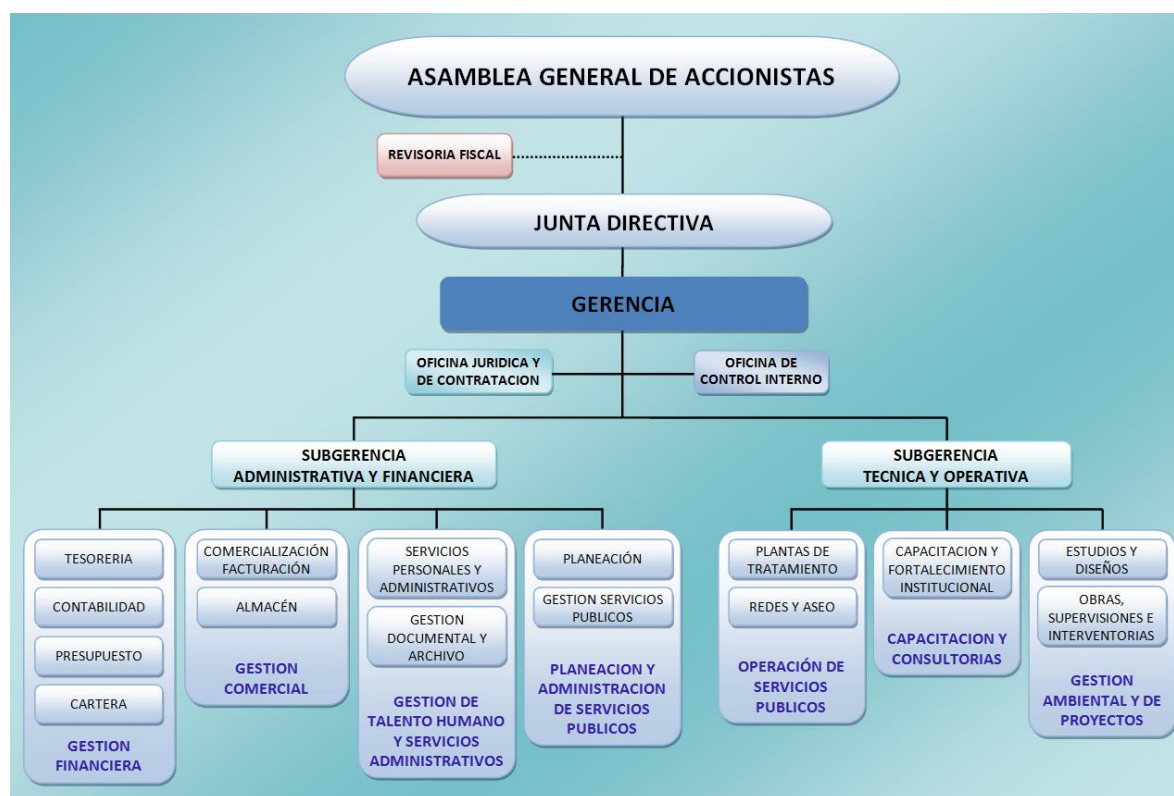 ASAMBLEA GENERAL DE ACCIONISTAS
REVISORIA FISCAL
JUNTA DIRECTIVA
GERENCIA
OFICINA JURIDICA Y
DE CONTRATACION
OFICINA DE
CONTROL INTERNO
SUBGERENCIA
ADMINISTRATIVA Y FINANCIERA
SUBGERENCIA
TECNICA Y OPERATIVA
TESORERIA
CONTABILIDAD
PRESUPUESTO
CARTERA
GESTION
FINANCIERA
COMERCIALIZACIÓN
FACTURACIÓN
ALMACÉN
GESTION
COMERCIAL
SERVICIOS
PERSONALES Y
ADMINISTRATIVOS
GESTION
DOCUMENTAL Y
ARCHIVO
GESTION DE
TALENTO HUMANO
Y SERVICIOS
ADMINISTRATIVOS
PLANEACIÓN
GESTION SERVICIOS
PUBLICOS
PLANEACION Y
ADMINISTRACION
DE SERVICIOS
PUBLICOS
PLANTAS DE
TRATAMIENTO
REDES Y ASEO
OPERACIÓN DE
SERVICIOS
PUBLICOS
CAPACITACION Y
FORTALECIMIENTO
INSTITUCIONAL
CAPACITACION Y
CONSULTORIAS
ESTUDIOS Y
DISEÑOS
OBRAS,
SUPERVISIONES E
INTERVENTORIAS
GESTION
AMBIENTAL Y DE
PROYECTOS